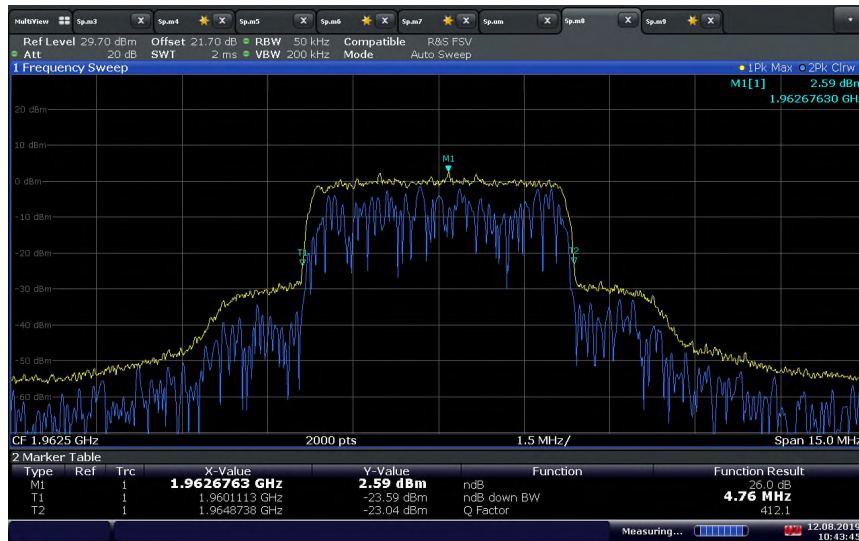 MultiView Sp.m3 X Sp.m4 X Sp.m5 X Sp.m6 X Sp.m7 X Sp.um X Sp.m8 X Sp.m9 X
Ref Level 29.70 dBm Offset 21.70 dB RBW 50 kHz Compatible R&S FSV
Att 20 dB SWT 2 ms VBW 200 kHz Mode Auto Sweep
1 Frequency Sweep 1Pk Max 2Pk Clrw
M1[1] 2.59 dBm
1.96267630 GHz
20 dBm
10 dBm
M1
0 dBm
-10 dBm
-20 dBm T1 T2
-30 dBm
-40 dBm
-50 dBm
-60 dBm
CF 1.9625 GHz 2000 pts 1.5 MHz/ Span 15.0 MHz
2 Marker Table
Type Ref Trc X-Value Y-Value Function Function Result
M1 1 1.9626763 GHz 2.59 dBm ndB 26.0 dB
T1 1 1.9601113 GHz -23.59 dBm ndB down BW 4.76 MHz
T2 1 1.9648738 GHz -23.04 dBm Q Factor 412.1
Measuring... 12.08.2019
10:43:45